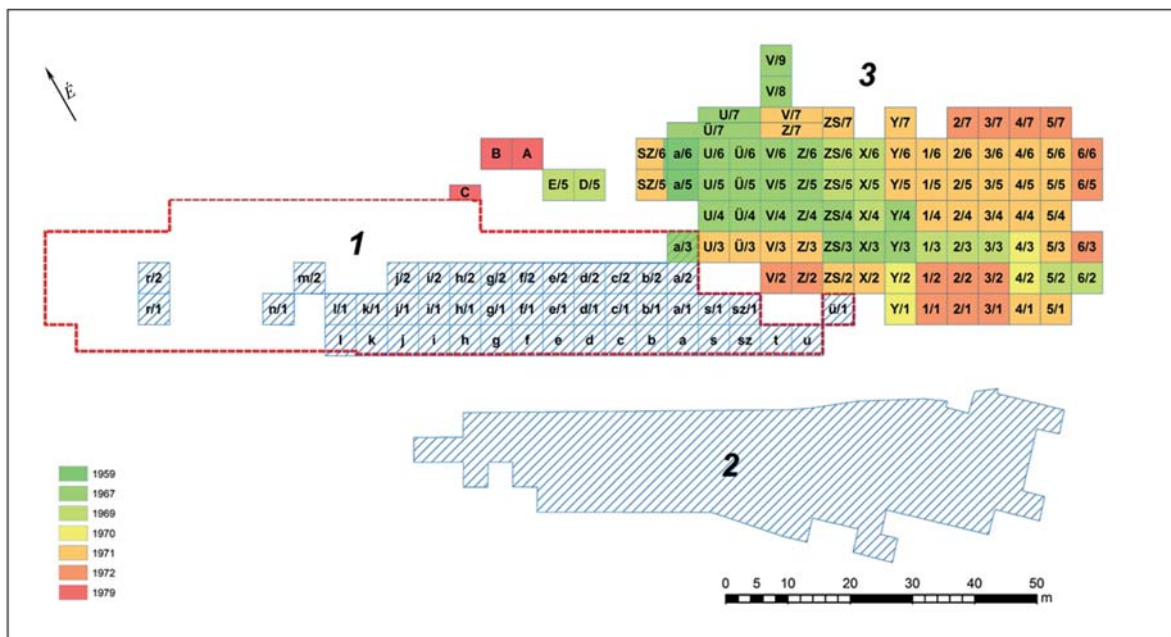 V/9
3
É
V/8
U/7 V/7 ZS/7 Y/7 2/7 3/7 4/7 5/7
Ü/7 Z/7
B A SZ/6 a/6 U/6 Ü/6 V/6 Z/6 ZS/6 X/6 Y/6 1/6 2/6 3/6 4/6 5/6 6/6
E/5 D/5 SZ/5 a/5 U/5 Ü/5 V/5 Z/5 ZS/5 X/5 Y/5 1/5 2/5 3/5 4/5 5/5 6/5
C
U/4 Ü/4 V/4 Z/4 ZS/4 X/4 Y/4 1/4 2/4 3/4 4/4 5/4
1
a/3 U/3 Ü/3 V/3 Z/3 ZS/3 X/3 Y/3 1/3 2/3 3/3 4/3 5/3 6/3
r/2 m/2 j/2 i/2 h/2 g/2 f/2 e/2 d/2 c/2 b/2 a/2 V/2 Z/2 ZS/2 X/2 Y/2 1/2 2/2 3/2 4/2 5/2 6/2
r/1 n/1 l/1 k/1 j/1 i/1 h/1 g/1 f/1 e/1 d/1 c/1 b/1 a/1 s/1 sz/1 ü/1 Y/1 1/1 2/1 3/1 4/1 5/1
l k j i h g f e d c b a s sz t u
2
1959
1967
1969
1970
1971
1972
1979
0 5 10 20 30 40 50
m